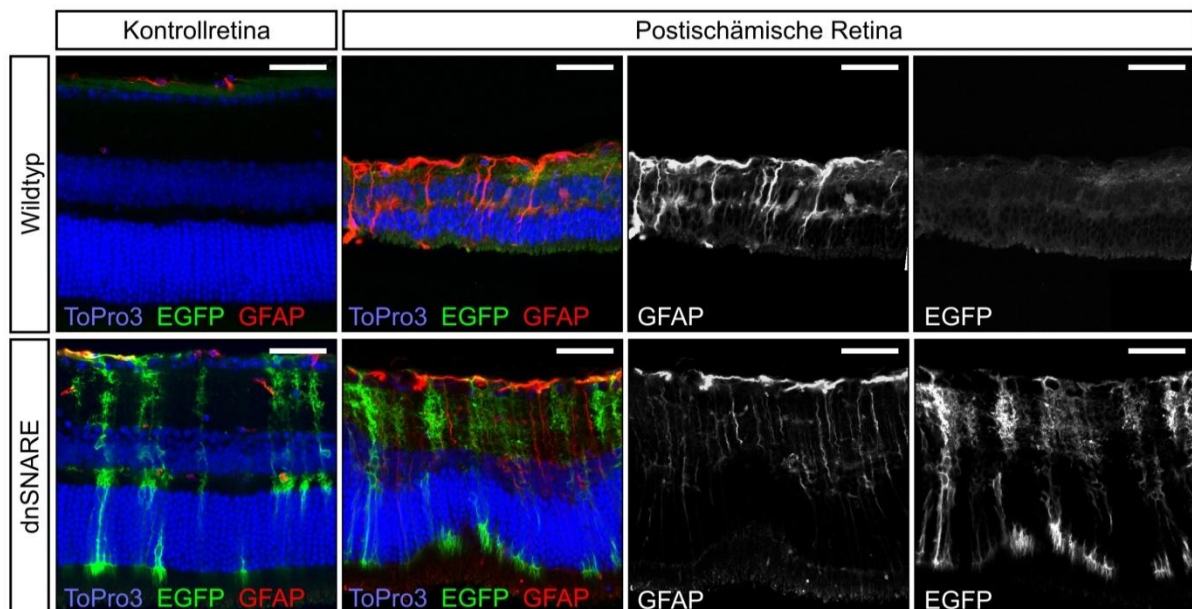 Kontrollretina
Postischämische Retina
Wildtyp
ToPro3 EGFP GFAP
ToPro3 EGFP GFAP
GFAP
EGFP
dnSNARE
ToPro3 EGFP GFAP
ToPro3 EGFP GFAP
GFAP
EGFP